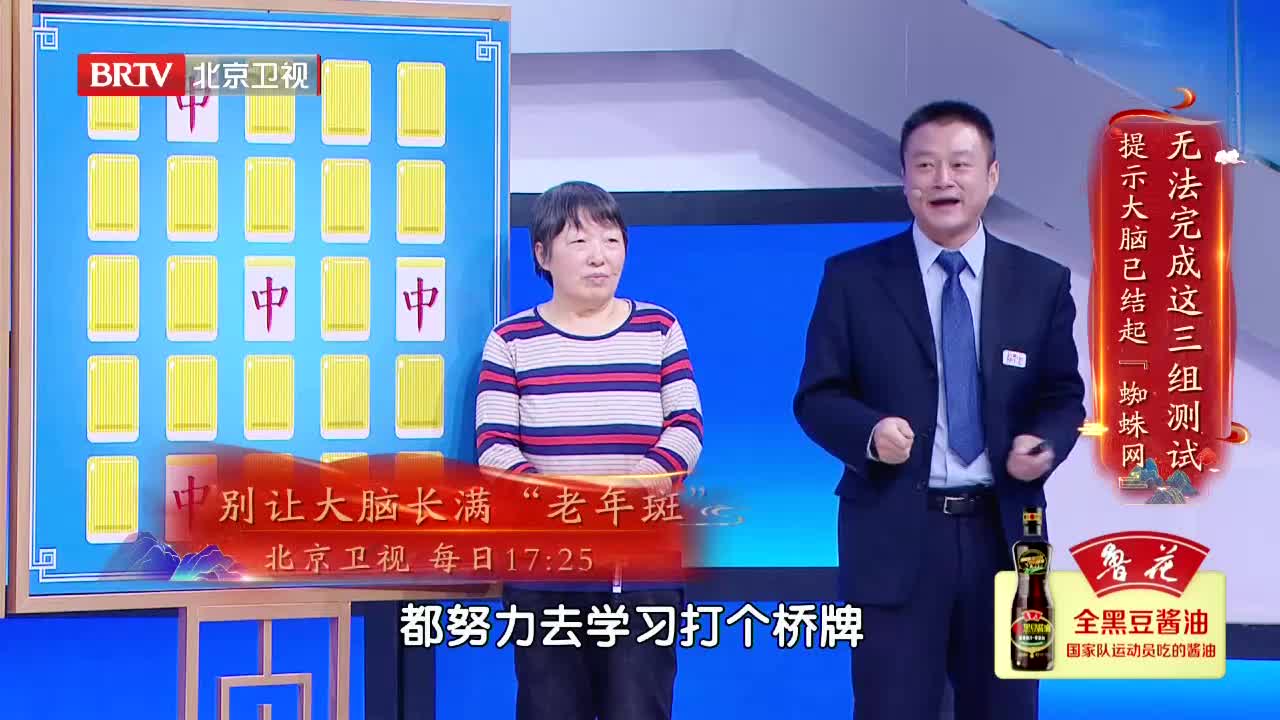 BRTV 北京卫视
中
中
中
中
无法完成这三组测试
提示大脑已结起『蜘蛛网』
别让大脑长满“老年斑”
北京卫视 每日17:25
都努力去学习打个桥牌
鲁花
全黑豆酱油
国家队运动员吃的酱油